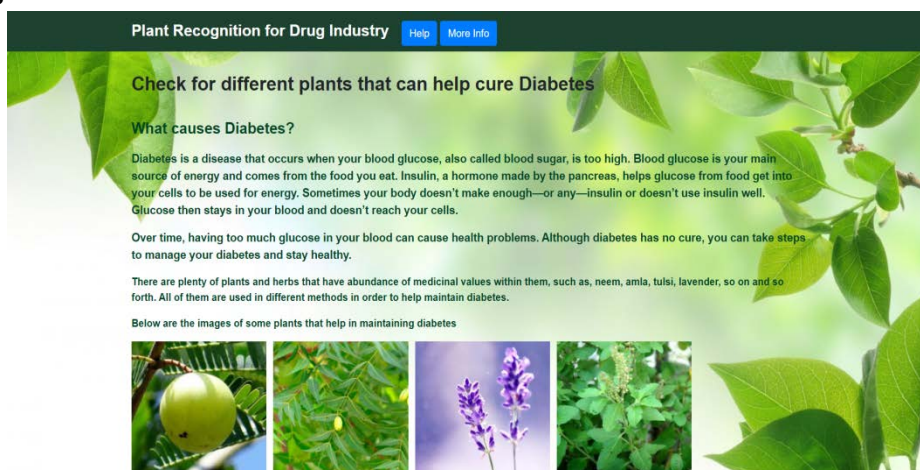 Plant Recognition for Drug Industry Help More Info
Check for different plants that can help cure Diabetes
What causes Diabetes?
Diabetes is a disease that occurs when your blood glucose, also called blood sugar, is too high. Blood glucose is your main
source of energy and comes from the food you eat. Insulin, a hormone made by the pancreas, helps glucose from food get into
your cells to be used for energy. Sometimes your body doesn’t make enough—or any—insulin or doesn’t use insulin well.
Glucose then stays in your blood and doesn’t reach your cells.
Over time, having too much glucose in your blood can cause health problems. Although diabetes has no cure, you can take steps
to manage your diabetes and stay healthy.
There are plenty of plants and herbs that have abundance of medicinal values within them, such as, neem, amla, tulsi, lavender, so on and so
forth. All of them are used in different methods in order to help maintain diabetes.
Below are the images of some plants that help in maintaining diabetes